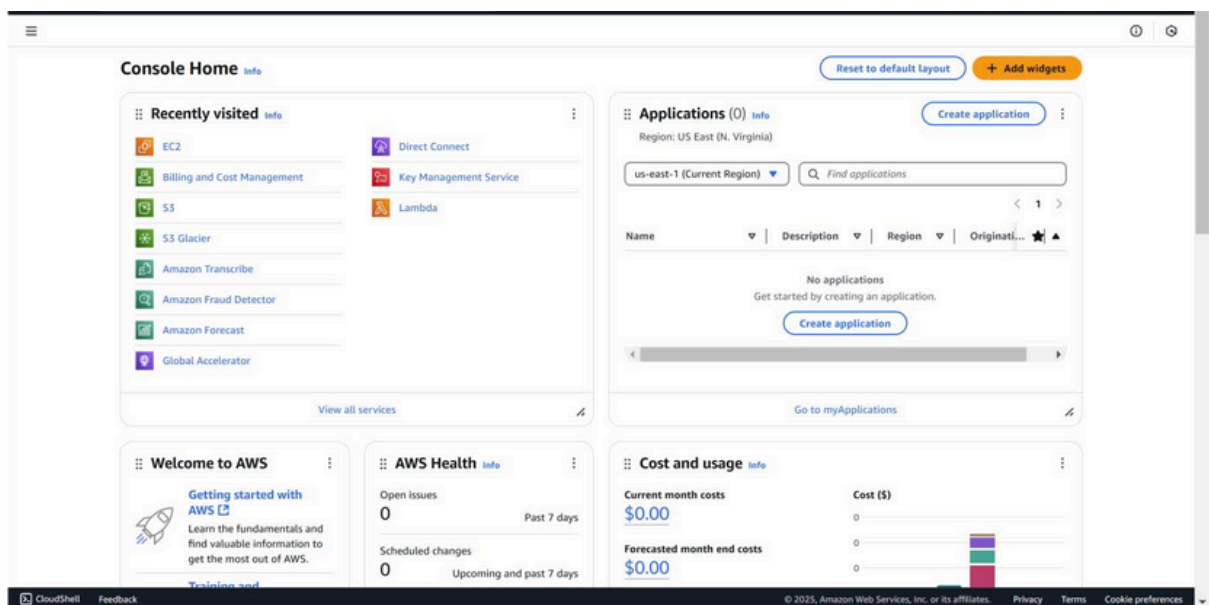 Console Home Info
Reset to default layout
+ Add widgets
Recently visited Info
EC2
Billing and Cost Management
S3
S3 Glacier
Amazon Transcribe
Amazon Fraud Detector
Amazon Forecast
Global Accelerator
Direct Connect
Key Management Service
Lambda
View all services
Applications (0) Info
Create application
Region: US East (N. Virginia)
us-east-1 (Current Region)
Find applications
1
Name Description Region Originati...
No applications
Get started by creating an application.
Create application
Go to myApplications
Welcome to AWS
Getting started with
AWS
Learn the fundamentals and
find valuable information to
get the most out of AWS.
Training and
AWS Health Info
Open issues
0 Past 7 days
Scheduled changes
0 Upcoming and past 7 days
Cost and usage Info
Current month costs
$0.00
Forecasted month end costs
$0.00
Cost ($)
0
0
0
CloudShell Feedback © 2025, Amazon Web Services, Inc. or its affiliates. Privacy Terms Cookie preferences